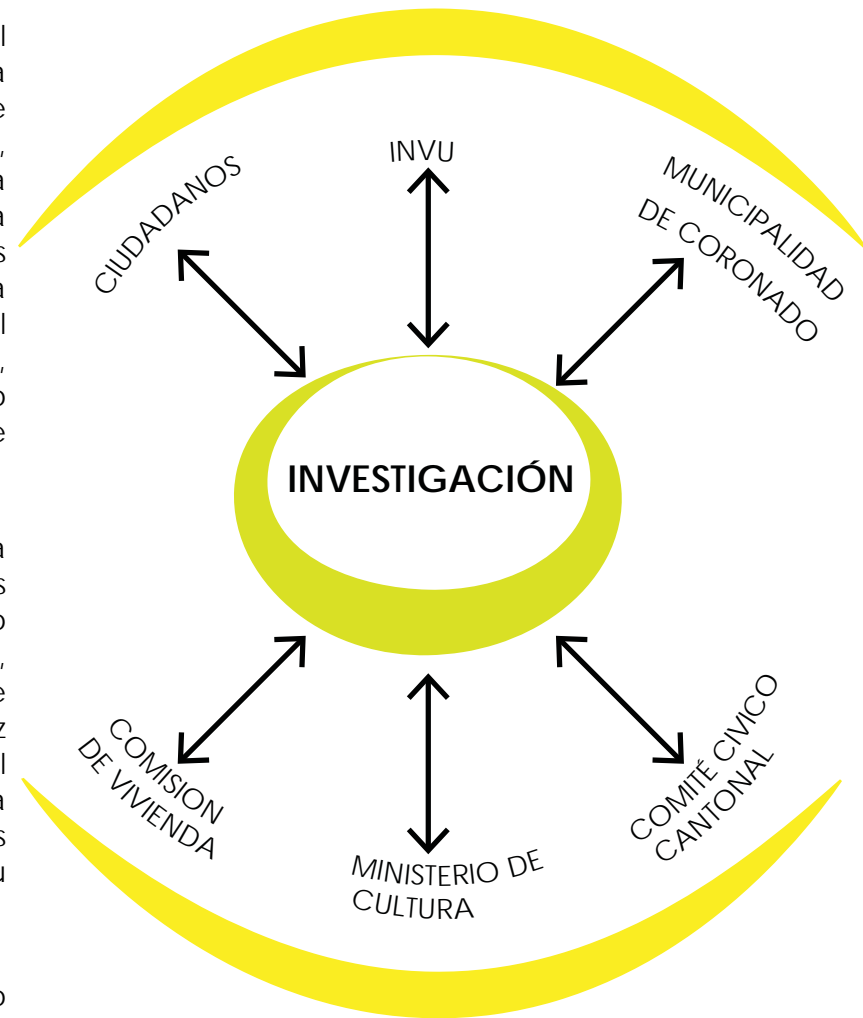 l
a
e
,
a
a
s
a
l
,
o
e
a
s
o
,
e
z
l
a
s
u
o
CIUDADANOS
INVU
MUNICIPALIDAD
DE CORONADO
INVESTIGACIÓN
COMISION
DE VIVIENDA
MINISTERIO DE
CULTURA
COMITÉ CIVICO
CANTONAL